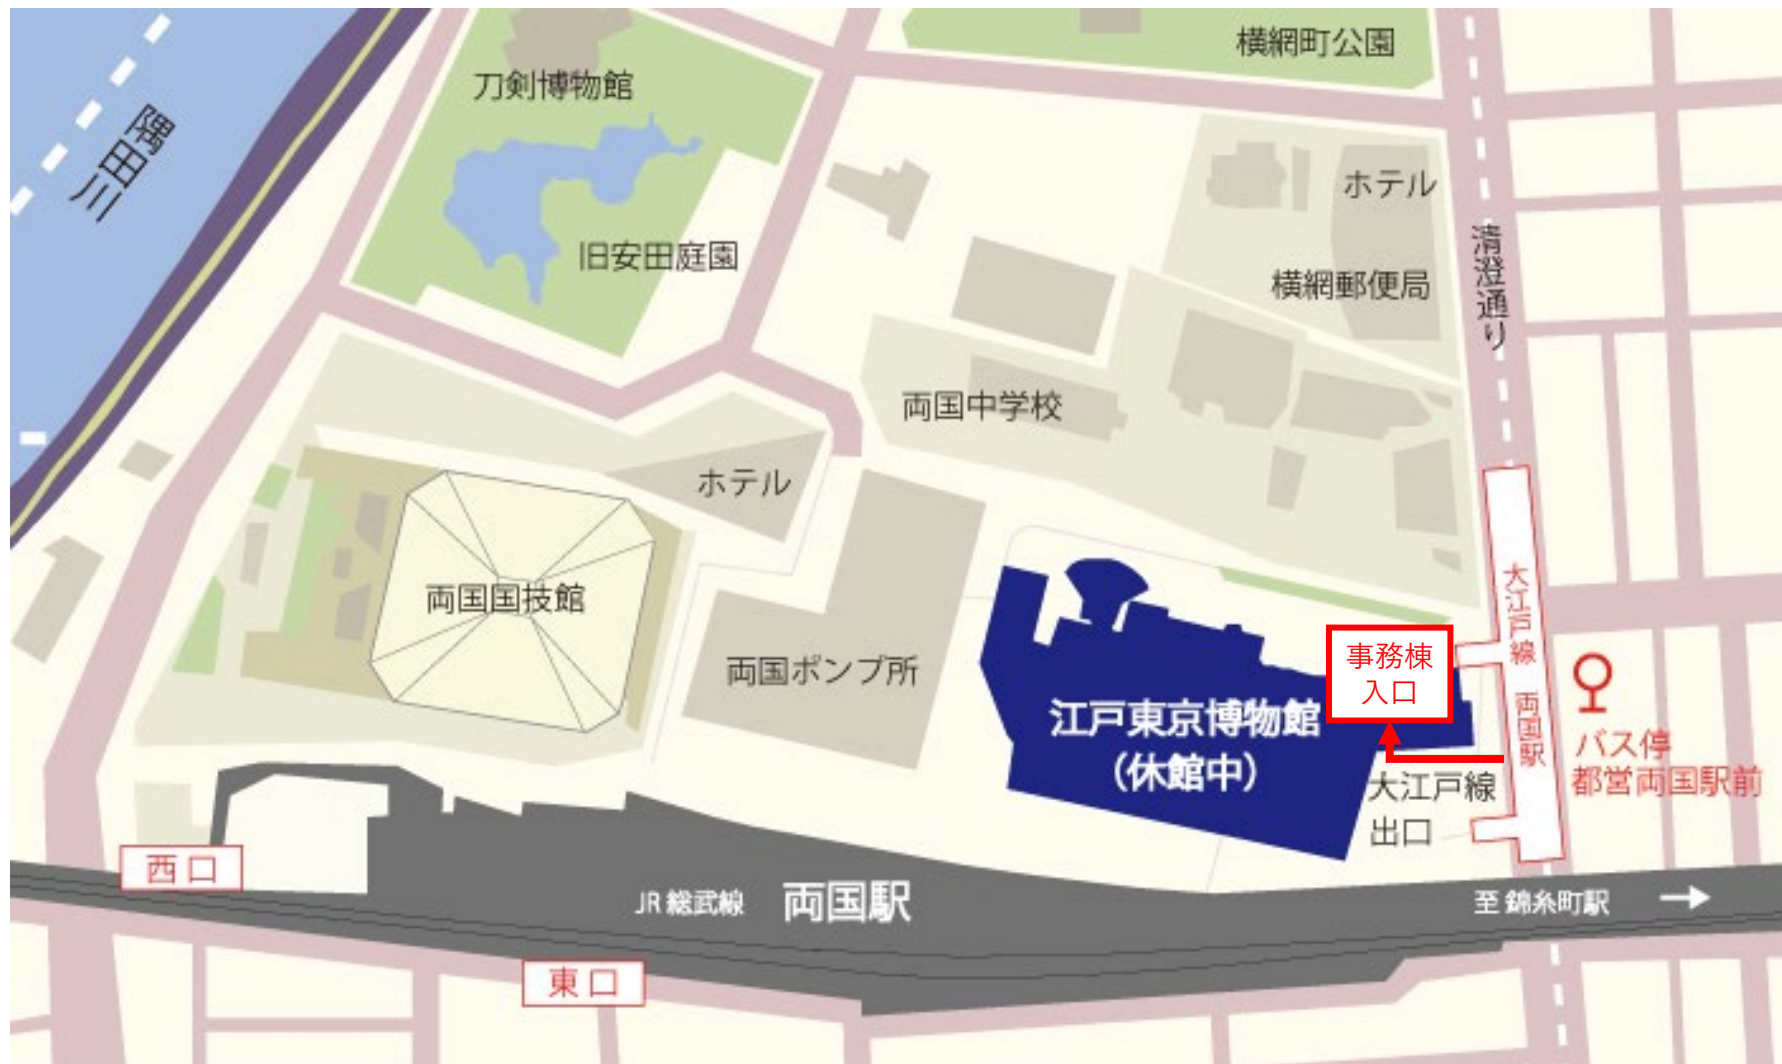 横網町公園
刀剣博物館
隅田川
ホテル
清澄通り
旧安田庭園
横網郵便局
両国中学校
ホテル
両国国技館
大江戸線 両国駅
事務棟
入口
両国ポンプ所
江戸東京博物館
（休館中）
バス停
都営両国駅前
大江戸線
出口
西口
JR 総武線 両国駅
至 錦糸町駅
東口